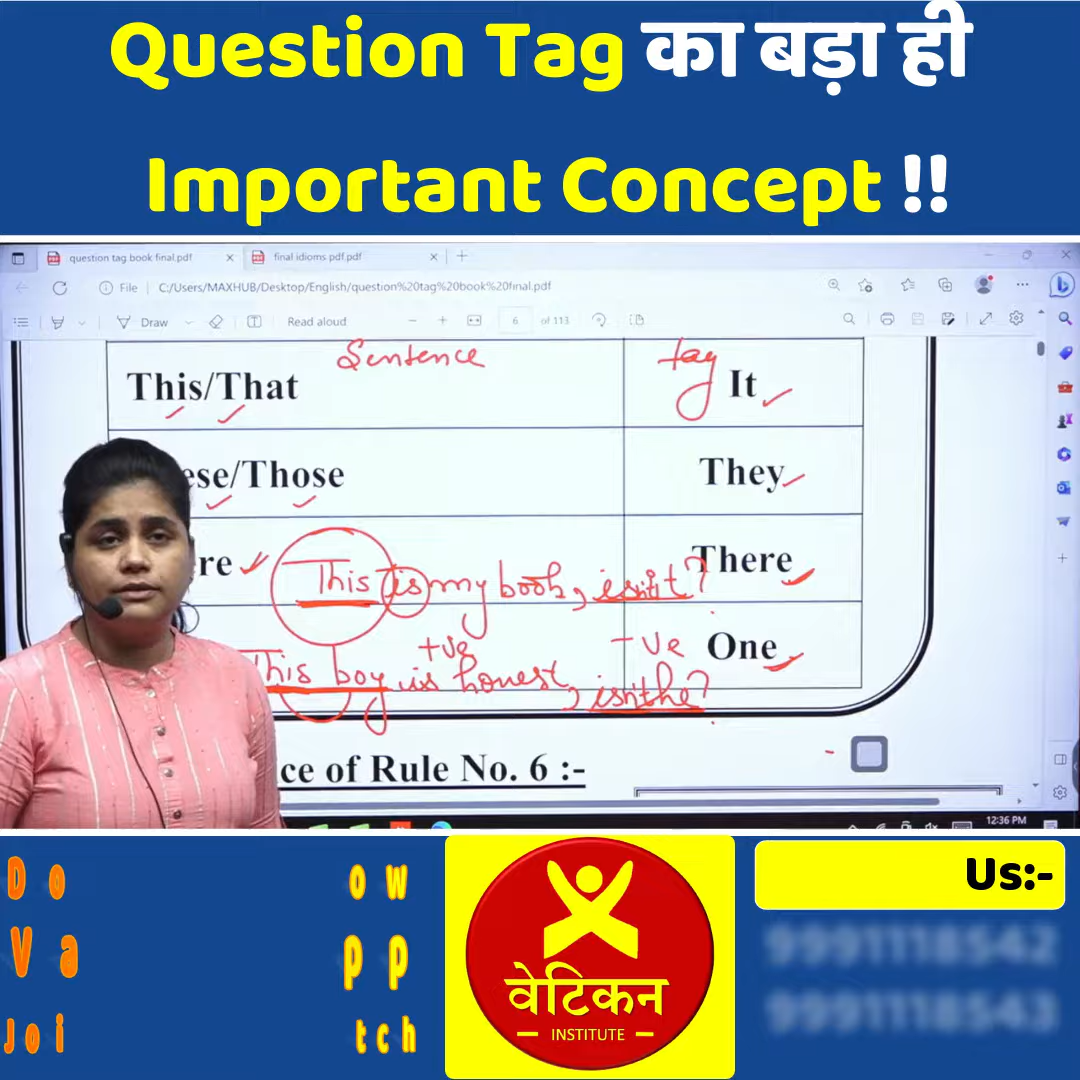 Question Tag का बड़ा ही
Important Concept !!
question tag book final.pdf
final idioms pdf.pdf
File
C:/Users/MAXHUB/Desktop/English/question%20tag%20book%20final.pdf
Draw
Read aloud
6
of 113
Sentence
tag
This/That
It
ese/Those
They
re
There
This is my book, isn't it?
+ve
-ve
One
This boy is honest, isn't he?
ce of Rule No. 6 :-
12:36 PM
D o
o w
V a
p p
J o i
t c h
वेटिकन
INSTITUTE
Us:-
9991118542
9991118543